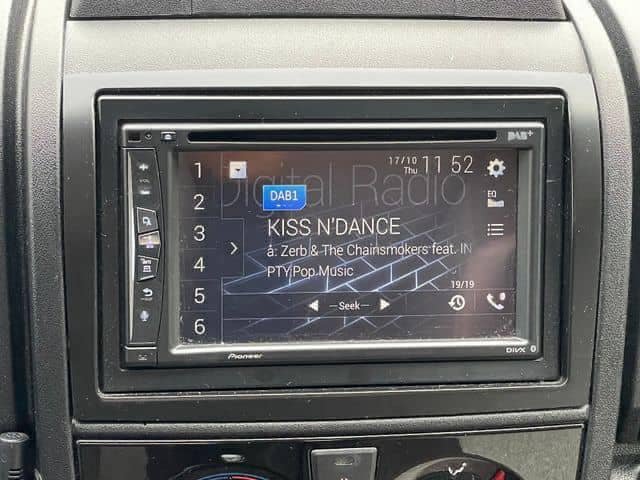 DAB+
Digital Radio
17/10
Thu
11 52
1
2
3
4
5
6
DAB1
EQ
KISS N'DANCE
a: Zerb & The Chainsmokers feat. IN
PTY:Pop Music
19/19
Seek
Pioneer
DIVX